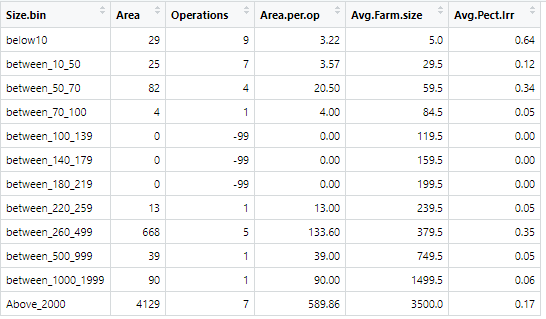 Size.bin Area Operations Area.per.op Avg.Farm.size Avg.Pect.Irr
below10 29 9 3.22 5.0 0.64
between_10_50 25 7 3.57 29.5 0.12
between_50_70 82 4 20.50 59.5 0.34
between_70_100 4 1 4.00 84.5 0.05
between_100_139 0 -99 0.00 119.5 0.00
between_140_179 0 -99 0.00 159.5 0.00
between_180_219 0 -99 0.00 199.5 0.00
between_220_259 13 1 13.00 239.5 0.05
between_260_499 668 5 133.60 379.5 0.35
between_500_999 39 1 39.00 749.5 0.05
between_1000_1999 90 1 90.00 1499.5 0.06
Above_2000 4129 7 589.86 3500.0 0.17